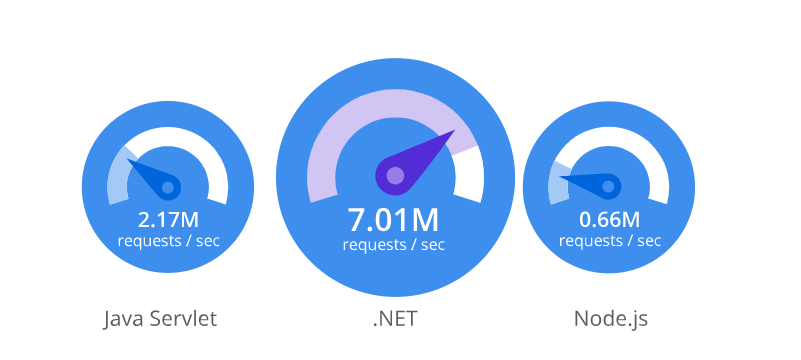 2.17M
requests / sec
Java Servlet
7.01M
requests / sec
.NET
0.66M
requests / sec
Node.js